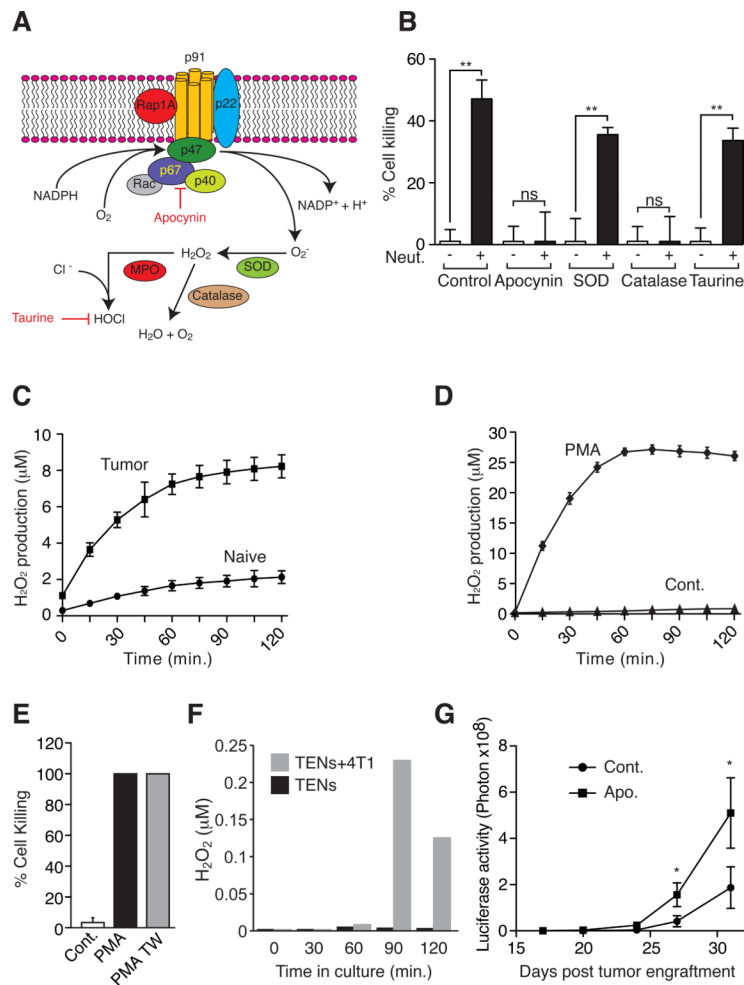 A
p91
Rap1A
p22
p47
p67
Rac
p40
NADPH
O₂
Apocynin
NADP⁺ + H⁺
O₂⁻
SOD
H₂O₂
MPO
Cl⁻
Catalase
Taurine
HOCl
H₂O + O₂
B
% Cell killing
60
40
20
0
** ns ** ns **
Neut. - + - + - + - + - +
Control Apocynin SOD Catalase Taurine
C
H₂O₂ production (μM)
10
8
6
4
2
0
Tumor
Naive
0 30 60 90 120
Time (min.)
D
H₂O₂ production (μM)
30
25
20
15
10
5
0
PMA
Cont.
0 30 60 90 120
Time (min.)
E
% Cell Killing
120
100
80
60
40
20
0
Cont. PMA PMA TW
F
H₂O₂ (μM)
0.25
0.2
0.15
0.1
0.05
0
TENs+4T1
TENs
0 30 60 90 120
Time in culture (min.)
G
Luciferase activity (Photon x10⁸)
8
6
4
2
0
Cont.
Apo.
*
*
15 20 25 30
Days post tumor engraftment